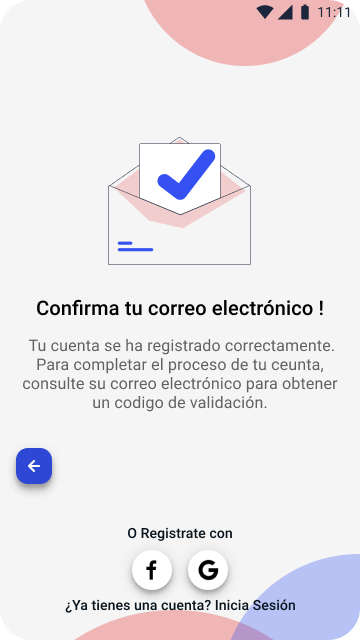 11:11
Confirma tu correo electrónico !
Tu cuenta se ha registrado correctamente.
Para completar el proceso de tu ceunta,
consulte su correo electrónico para obtener
un codigo de validación.
O Registrate con
f G
¿Ya tienes una cuenta? Inicia Sesión